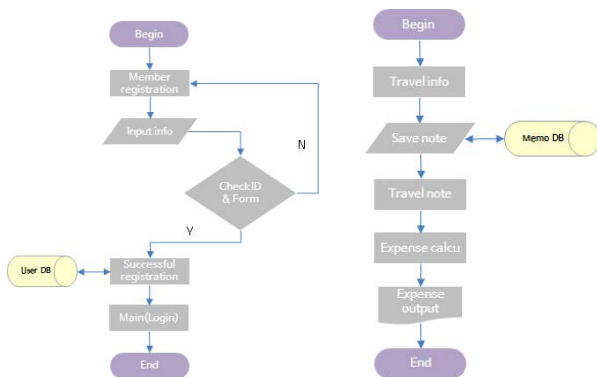 Begin
Member
registration
Input info
N
Check ID
& Form
Y
User DB
Successful
registration
Main(Login)
End
Begin
Travel info
Save note
Memo DB
Travel note
Expense calcu
Expense
output
End